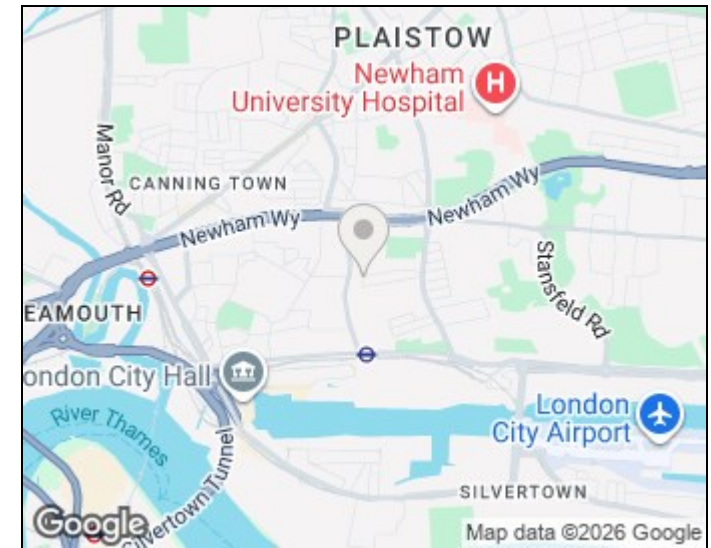 PLAISTOW
Newham
University Hospital
H
Manor Rd
CANNING TOWN
Newham Wy
Newham Wy
Stansfeld Rd
EAMOUTH
ondon City Hall
River Thames
London
City Airport
Silvertown Tunnel
SILVERTOWN
Google
Map data ©2026 Google